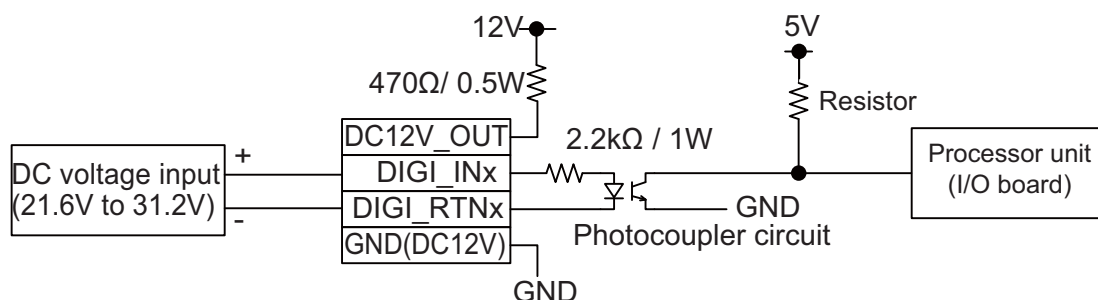 12V
5V
470Ω/ 0.5W
Resistor
DC12V_OUT
2.2kΩ / 1W
DC voltage input
(21.6V to 31.2V)
+
-
DIGI_INx
DIGI_RTNx
GND(DC12V)
GND
Photocoupler circuit
GND
Processor unit
(I/O board)